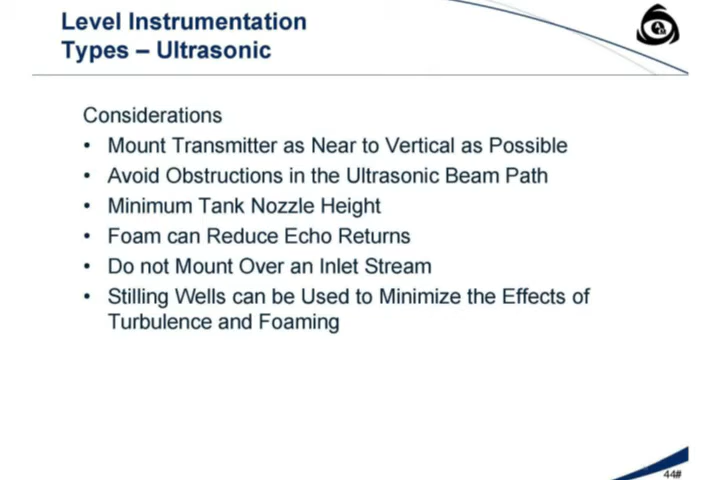 Level Instrumentation
Types – Ultrasonic
Considerations
• Mount Transmitter as Near to Vertical as Possible
• Avoid Obstructions in the Ultrasonic Beam Path
• Minimum Tank Nozzle Height
• Foam can Reduce Echo Returns
• Do not Mount Over an Inlet Stream
• Stilling Wells can be Used to Minimize the Effects of
Turbulence and Foaming
44#